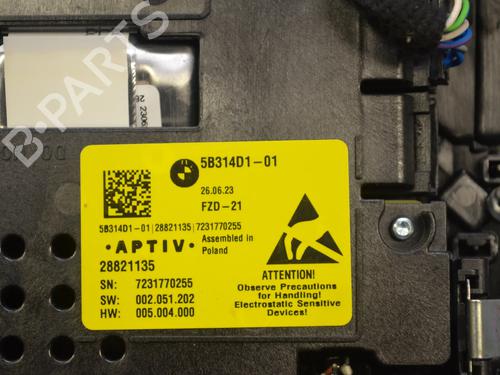 B-PARTS
2306
5B314D1-01
26.06.23
FZD-21
5B314D1-01|28821135|7231770255
· APTIV · Assembled in
Poland
28821135
SN: 7231770255
SW: 002.051.202
HW: 005.004.000
ATTENTION!
Observe Precautions
for Handling!
Electrostatic Sensitive
Devices!